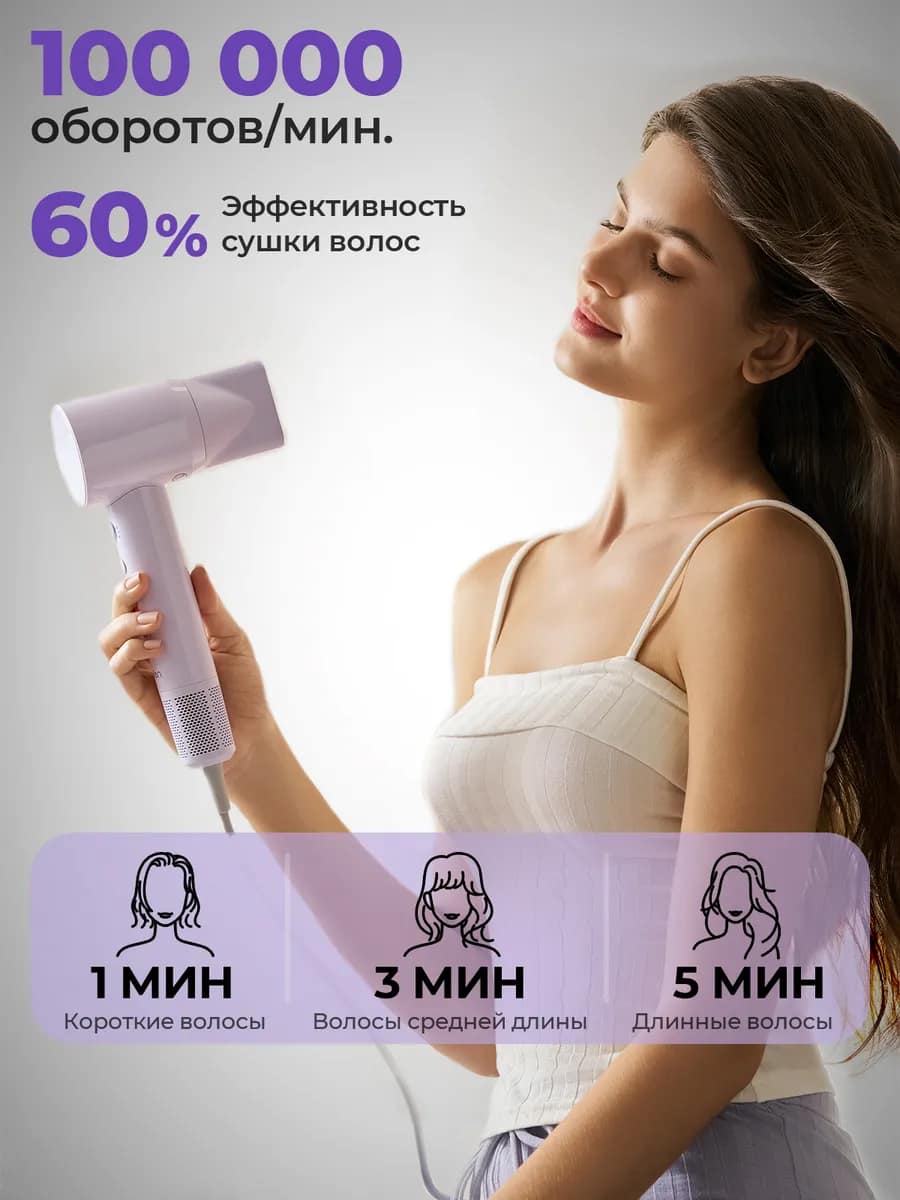 100 000
оборотов/мин.
60% Эффективность
сушки волос
1 МИН
Короткие волосы
3 МИН
Волосы средней длины
5 МИН
Длинные волосы